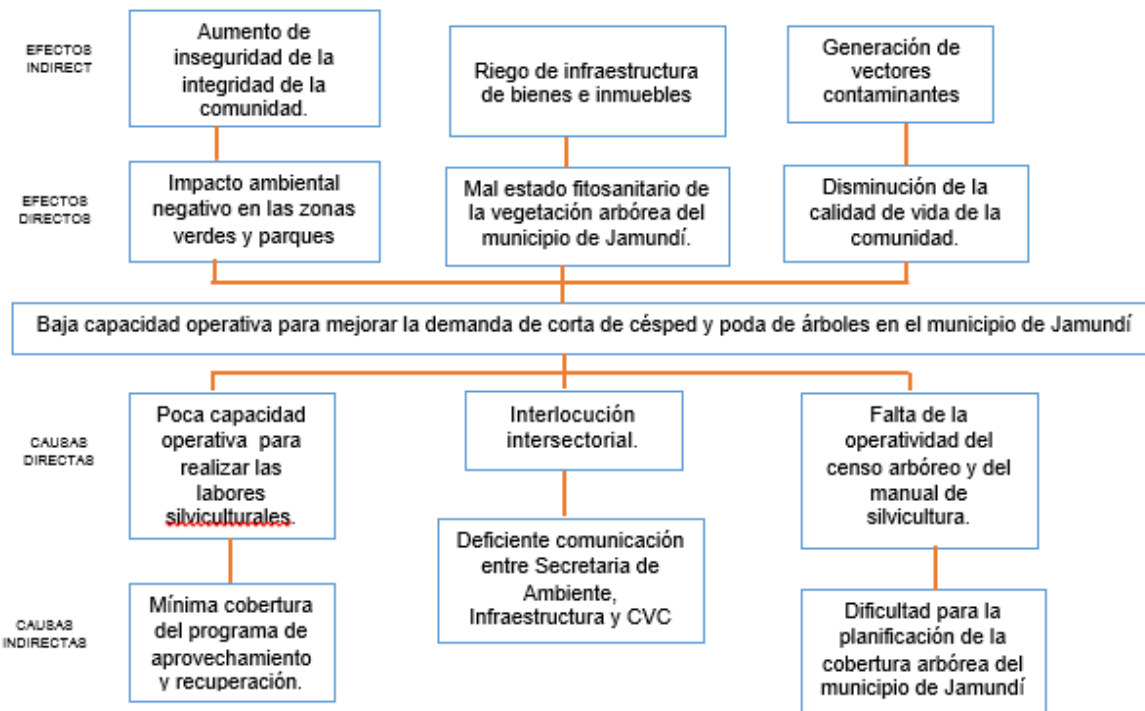 EFECTOS
INDIRECT
Aumento de
inseguridad de la
integridad de la
comunidad.
Riego de infraestructura
de bienes e inmuebles
Generación de
vectores
contaminantes
EFECTOS
DIRECTOS
Impacto ambiental
negativo en las zonas
verdes y parques
Mal estado fitosanitario de
la vegetación arbórea del
municipio de Jamundí.
Disminución de la
calidad de vida de la
comunidad.
Baja capacidad operativa para mejorar la demanda de corta de césped y poda de árboles en el municipio de Jamundí
CAUSAS
DIRECTAS
Poca capacidad
operativa para
realizar las
labores
silviculturales.
Interlocución
intersectorial.
Falta de la
operatividad del
censo arbóreo y del
manual de
silvicultura.
CAUSAS
INDIRECTAS
Mínima cobertura
del programa de
aprovechamiento
y recuperación.
Deficiente comunicación
entre Secretaria de
Ambiente,
Infraestructura y CVC
Dificultad para la
planificación de la
cobertura arbórea del
municipio de Jamundí